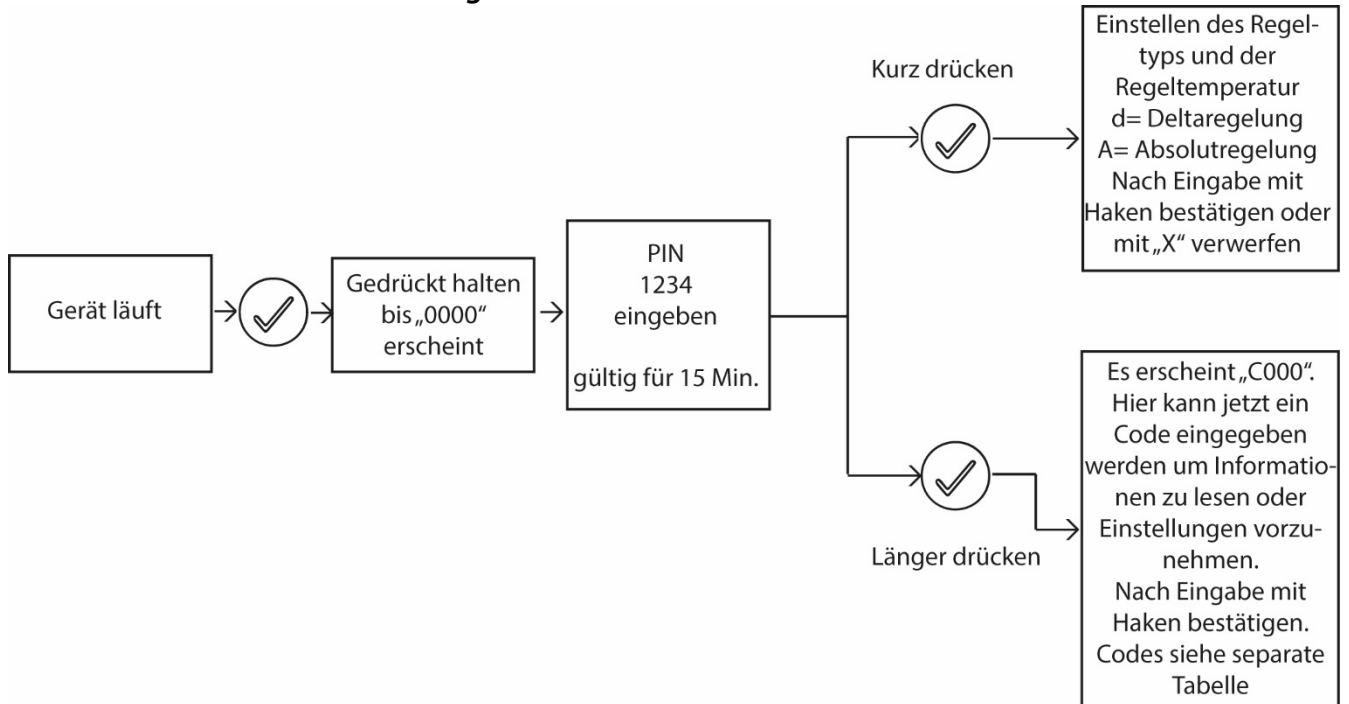 Gerät läuft
Gedrückt halten
bis „0000“
erscheint
PIN
1234
eingeben
gültig für 15 Min.
Kurz drücken
Einstellen des Regel-
typs und der
Regeltemperatur
d= Deltaregelung
A= Absolutregelung
Nach Eingabe mit
Haken bestätigen oder
mit „X“ verwerfen
Länger drücken
Es erscheint „C000“.
Hier kann jetzt ein
Code eingegeben
werden um Informatio-
nen zu lesen oder
Einstellungen vorzu-
nehmen.
Nach Eingabe mit
Haken bestätigen.
Codes siehe separate
Tabelle